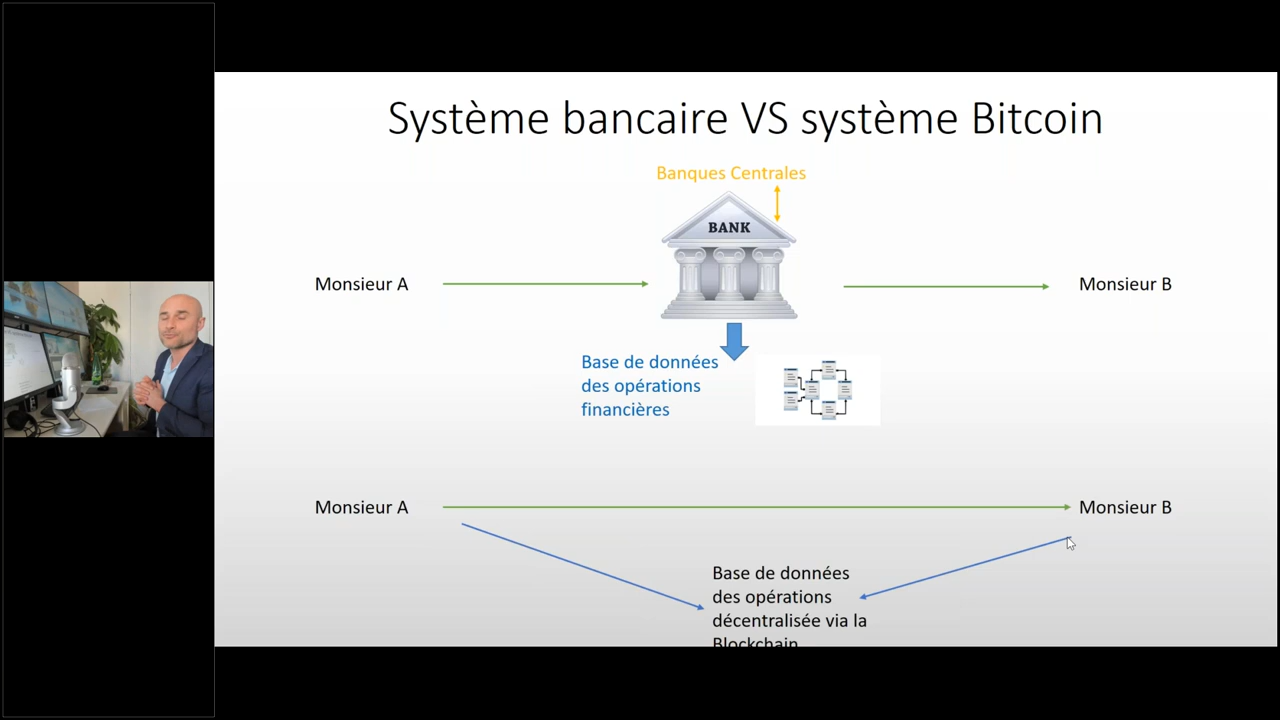 Système bancaire VS système Bitcoin
Banques Centrales
BANK
Monsieur A
Monsieur B
Base de données
des opérations
financières
Monsieur A
Monsieur B
Base de données
des opérations
décentralisée via la
Blockchain